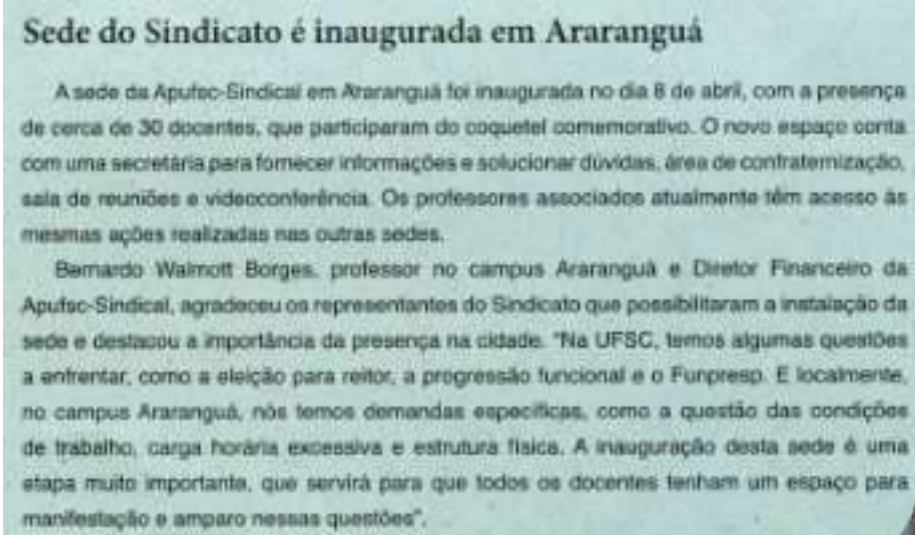 Sede do Sindicato é inaugurada em Araranguá
A sede da Apufsc-Sindical em Araranguá foi inaugurada no dia 8 de abril, com a presença
de cerca de 30 docentes, que participaram do coquetel comemorativo. O novo espaço conta
com uma secretária para fornecer informações e solucionar dúvidas, área de confraternização,
sala de reuniões e videoconferência. Os professores associados atualmente têm acesso às
mesmas ações realizadas nas outras sedes.
Bernardo Walmott Borges, professor no campus Araranguá e Diretor Financeiro da
Apufsc-Sindical, agradeceu os representantes do Sindicato que possibilitaram a instalação da
sede e destacou a importância da presença na cidade. "Na UFSC, temos algumas questões
a enfrentar, como a eleição para reitor, a progressão funcional e o Funpresp. E localmente,
no campus Araranguá, nós temos demandas específicas, como a questão das condições
de trabalho, carga horária excessiva e estrutura física. A inauguração desta sede é uma
etapa muito importante, que servirá para que todos os docentes tenham um espaço para
manifestação e amparo nessas questões".